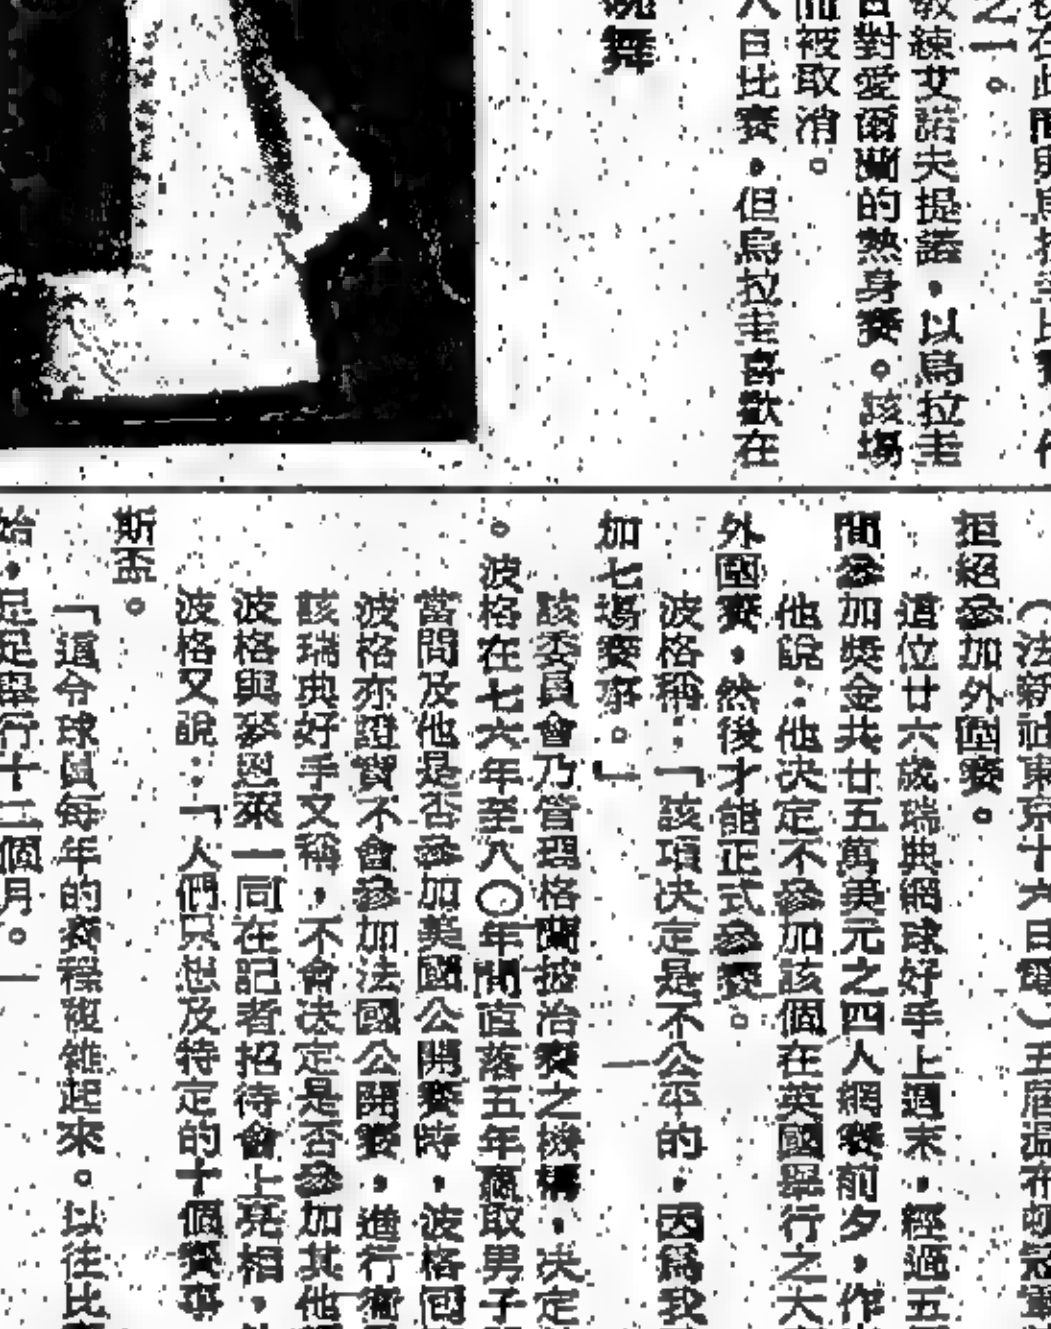 之一。
教練艾諾夫提議，以烏拉圭
日對愛爾蘭的熱身賽。該場
而被取消。
八日比賽，但烏拉圭喜歡在
舞
（法新社東京十九日電）五屆溫布頓冠軍
拒絕參加外圍賽。
這位廿六歲瑞典網球好手上週末，經過五
間參加獎金共廿五萬美元之四人網賽前夕，作
他說：他決定不參加該個在英國舉行之大
外圍賽，然後才能正式參賽。
波格稱：「該項決定是不公平的，因爲我
加七場賽事。」
該委員會乃管理格蘭披治賽之機構，決定
。波格在七六年至八〇年間直落五年贏取男子
當問及他是否參加美國公開賽時，波格回
波格亦證實不會參加法國公開賽，進行
該瑞典好手又稱，不會決定是否參加其他
波格與麥恩來一同在記者招待會上亮相，
波格又說：「人們只想及特定的十個賽事
斯盃。
「這令球員每年的賽程複雜起來。以往比
始，足足舉行十二個月。